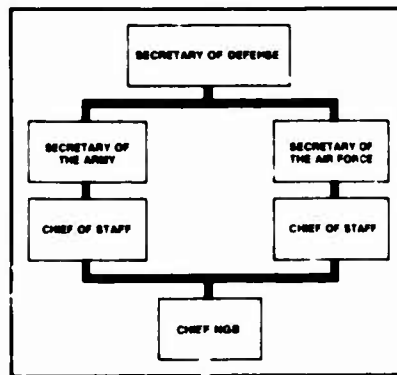 SECRETARY OF DEFENSE
SECRETARY OF
THE ARMY
SECRETARY OF
THE AIR FORCE
CHIEF OF STAFF
CHIEF OF STAFF
CHIEF NGB